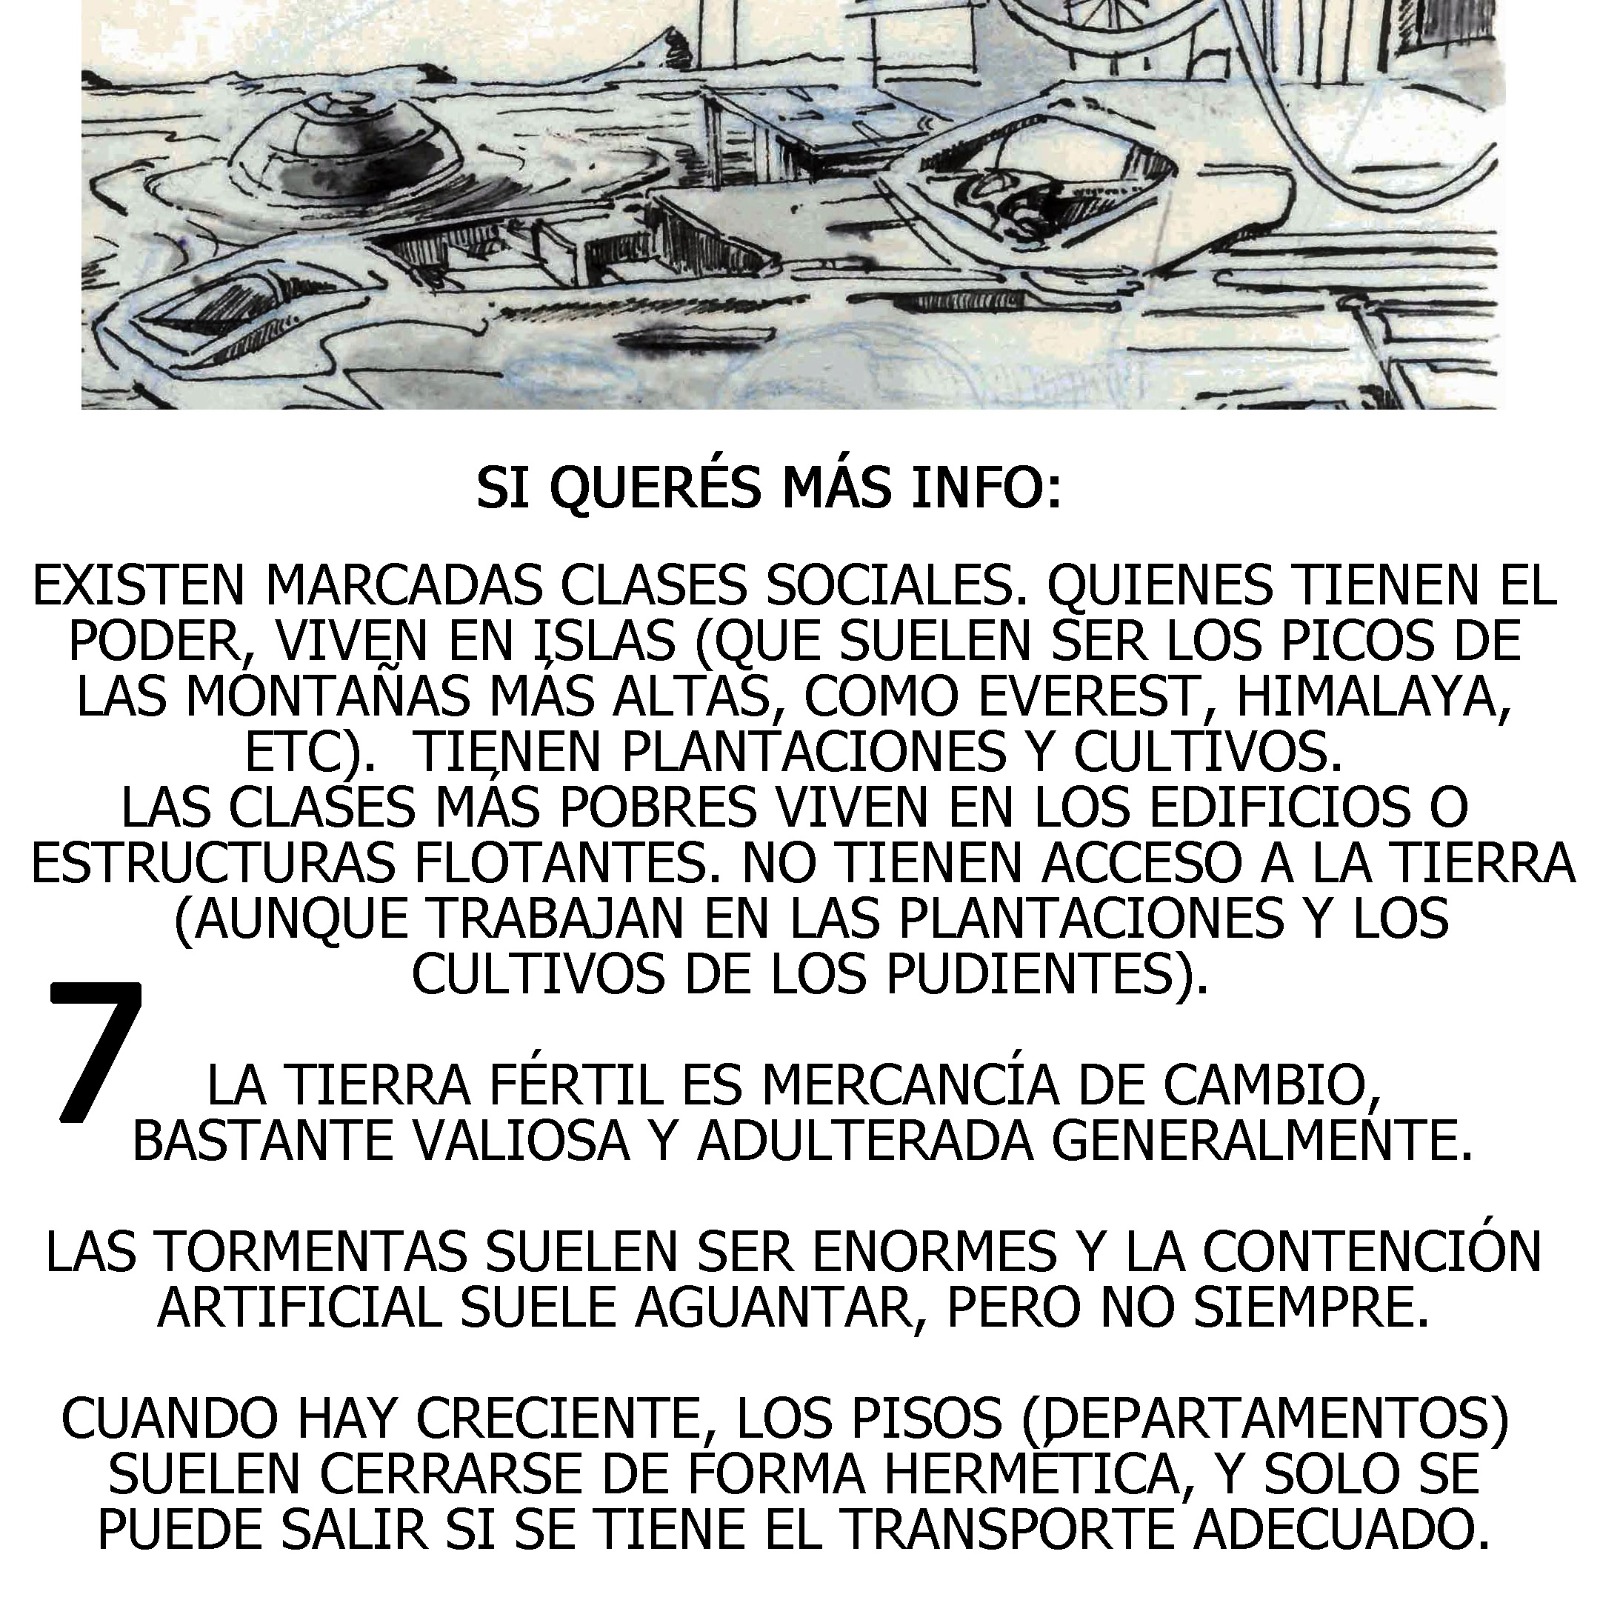 SI QUERÉS MÁS INFO:
EXISTEN MARCADAS CLASES SOCIALES. QUIENES TIENEN EL
PODER, VIVEN EN ISLAS (QUE SUELEN SER LOS PICOS DE
LAS MONTAÑAS MÁS ALTAS, COMO EVEREST, HIMALAYA,
ETC).  TIENEN PLANTACIONES Y CULTIVOS.
LAS CLASES MÁS POBRES VIVEN EN LOS EDIFICIOS O
ESTRUCTURAS FLOTANTES. NO TIENEN ACCESO A LA TIERRA
(AUNQUE TRABAJAN EN LAS PLANTACIONES Y LOS
CULTIVOS DE LOS PUDIENTES).
7
LA TIERRA FÉRTIL ES MERCANCÍA DE CAMBIO,
BASTANTE VALIOSA Y ADULTERADA GENERALMENTE.
LAS TORMENTAS SUELEN SER ENORMES Y LA CONTENCIÓN
ARTIFICIAL SUELE AGUANTAR, PERO NO SIEMPRE.
CUANDO HAY CRECIENTE, LOS PISOS (DEPARTAMENTOS)
SUELEN CERRARSE DE FORMA HERMÉTICA, Y SOLO SE
PUEDE SALIR SI SE TIENE EL TRANSPORTE ADECUADO.